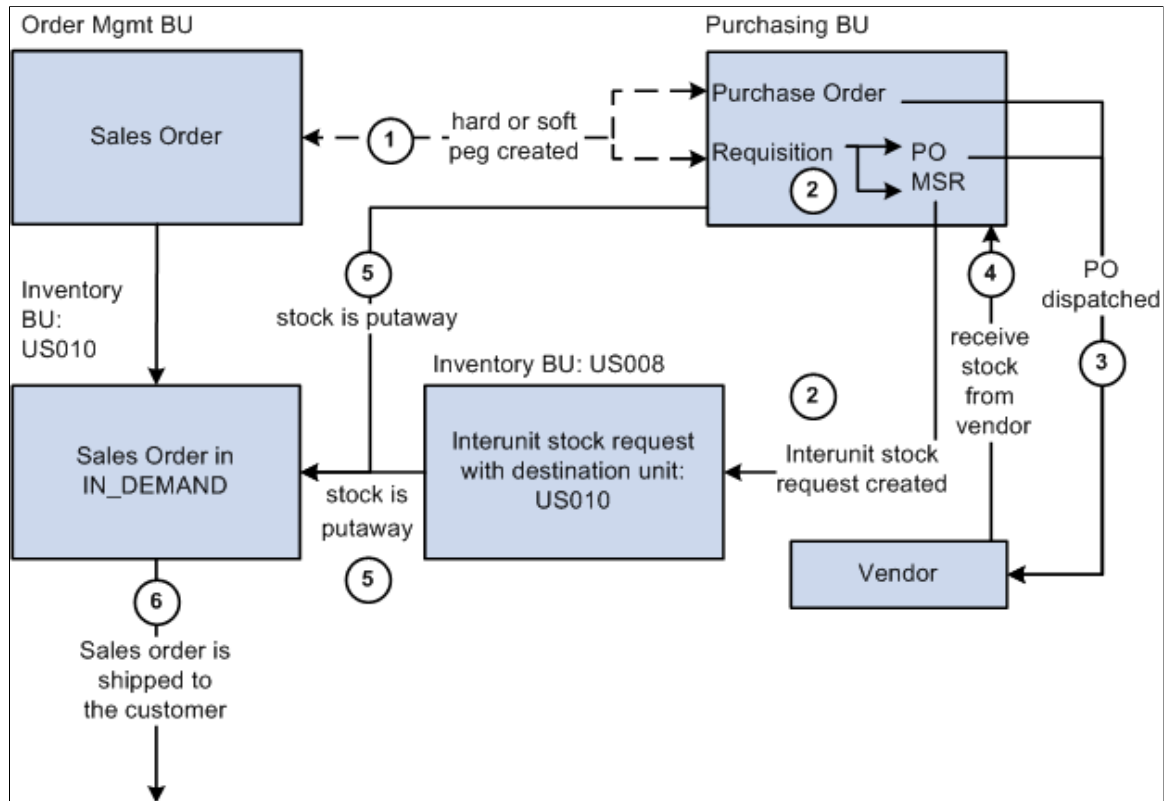 Order Mgmt BU
Purchasing BU
Sales Order
1
hard or soft
peg created
Purchase Order
Requisition
PO
MSR
2
Inventory
BU:
US010
5
stock is putaway
4
receive
stock
from
vendor
PO
dispatched
3
Inventory BU: US008
2
Sales Order in
IN_DEMAND
Interunit stock request
with destination unit:
US010
Interunit stock
request created
stock is
putaway
5
Vendor
6
Sales order is
shipped to
the customer